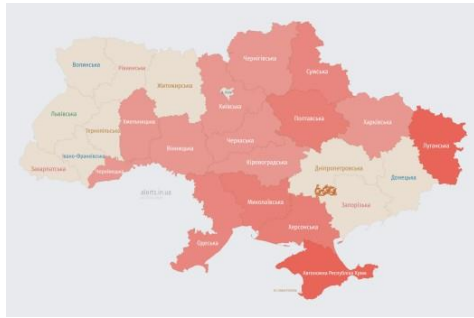 Чернігівська
Волинська
Рівненська
Сумська
Житомирська
Київська
Львівська
Полтавська
Харківська
Тернопільська
Хмельницька
Черкаська
Луганська
Івано-Франківська
Вінницька
Кіровоградська
Дніпропетровська
Закарпатська
Донецька
alerts.in.ua
Миколаївська
Запорізька
Херсонська
Одеська
Автономна Республіка Крим